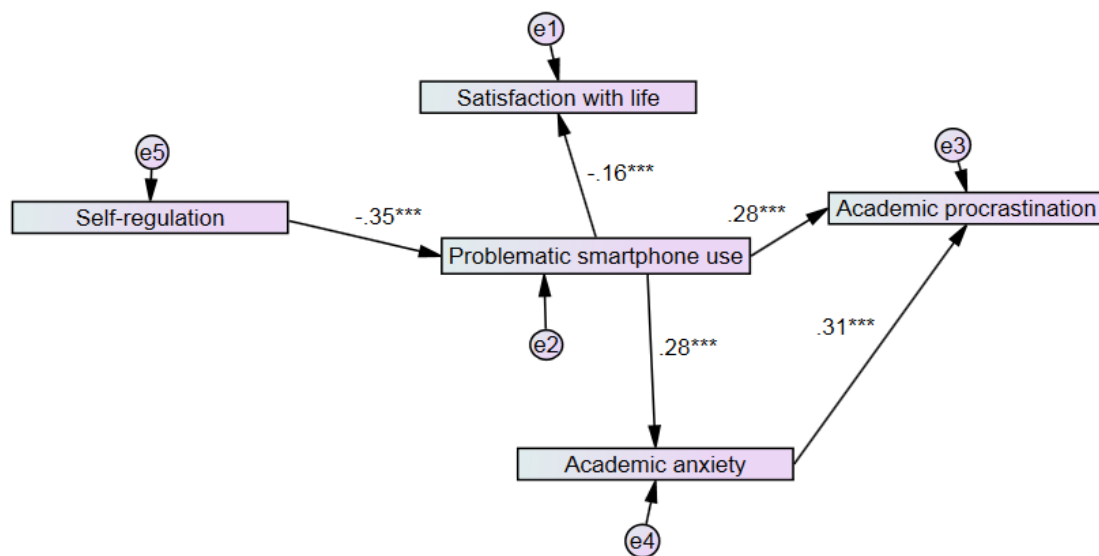 e1
Satisfaction with life
e5
e3
-.16***
Self-regulation
-.35***
.28***
Academic procrastination
Problematic smartphone use
e2
.28***
.31***
Academic anxiety
e4